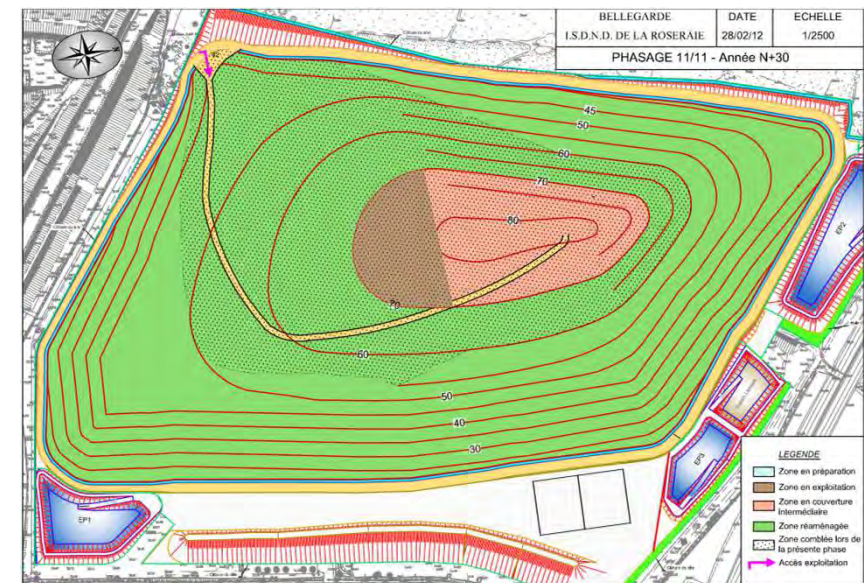 BELLEGARDE
I.S.D.N.D. DE LA ROSERAIE
DATE
28/02/12
ECHELLE
1/2500
PHASAGE 11/11 - Année N+30
45
50
60
70
80
70
60
50
40
30
EP2
EP3
EP1
LEGENDE
Zone en préparation
Zone en exploitation
Zone en couverture
Intermédiaire
Zone réaménagée
Zone comblée lors de
la présente phase
Accès exploitation